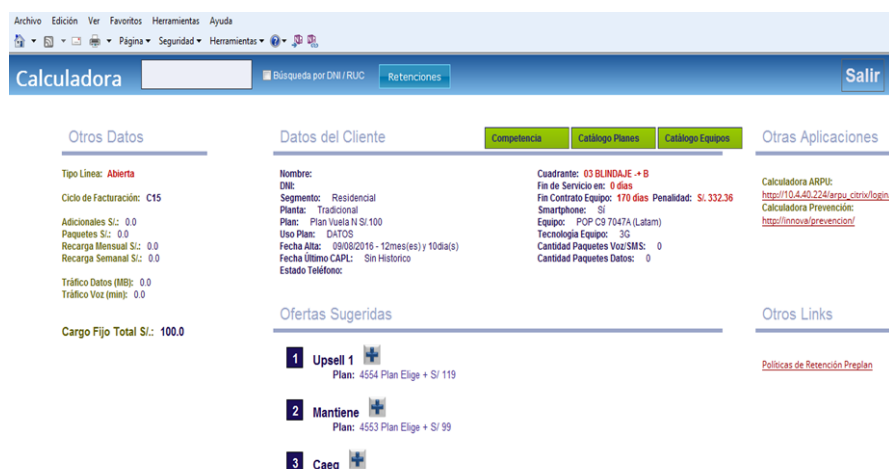 Archivo Edición Ver Favoritos Herramientas Ayuda
Página Seguridad Herramientas
Calculadora Búsqueda por DNI / RUC Retenciones Salir
Otros Datos
Tipo Línea: Abierta
Ciclo de Facturación: C15
Adicionales S/.: 0.0
Paquetes S/.: 0.0
Recarga Mensual S/.: 0.0
Recarga Semanal S/.: 0.0
Tráfico Datos (MB): 0.0
Tráfico Voz (min): 0.0
Cargo Fijo Total S/.: 100.0
Datos del Cliente
Competencia Catálogo Planes Catálogo Equipos
Nombre:
DNI:
Segmento: Residencial
Planta: Tradicional
Plan: Plan Vuela N S/.100
Uso Plan: DATOS
Fecha Alta: 09/08/2016 - 12mes(es) y 10dia(s)
Fecha Último CAPL: Sin Historico
Estado Teléfono:
Cuadrante: 03 BLINDAJE -+ B
Fin de Servicio en: 0 dias
Fin Contrato Equipo: 170 dias Penalidad: S/. 332.36
Smartphone: Sí
Equipo: POP C9 7047A (Latam)
Tecnología Equipo: 3G
Cantidad Paquetes Voz/SMS: 0
Cantidad Paquetes Datos: 0
Ofertas Sugeridas
1 Upsell 1
Plan: 4554 Plan Elige + S/ 119
2 Mantiene
Plan: 4553 Plan Elige + S/ 99
3 Caeq
Otras Aplicaciones
Calculadora ARPU:
http://10.4.40.224/arpu_citrix/login.
Calculadora Prevención:
http://innova/prevencion/
Otros Links
Políticas de Retención Preplan